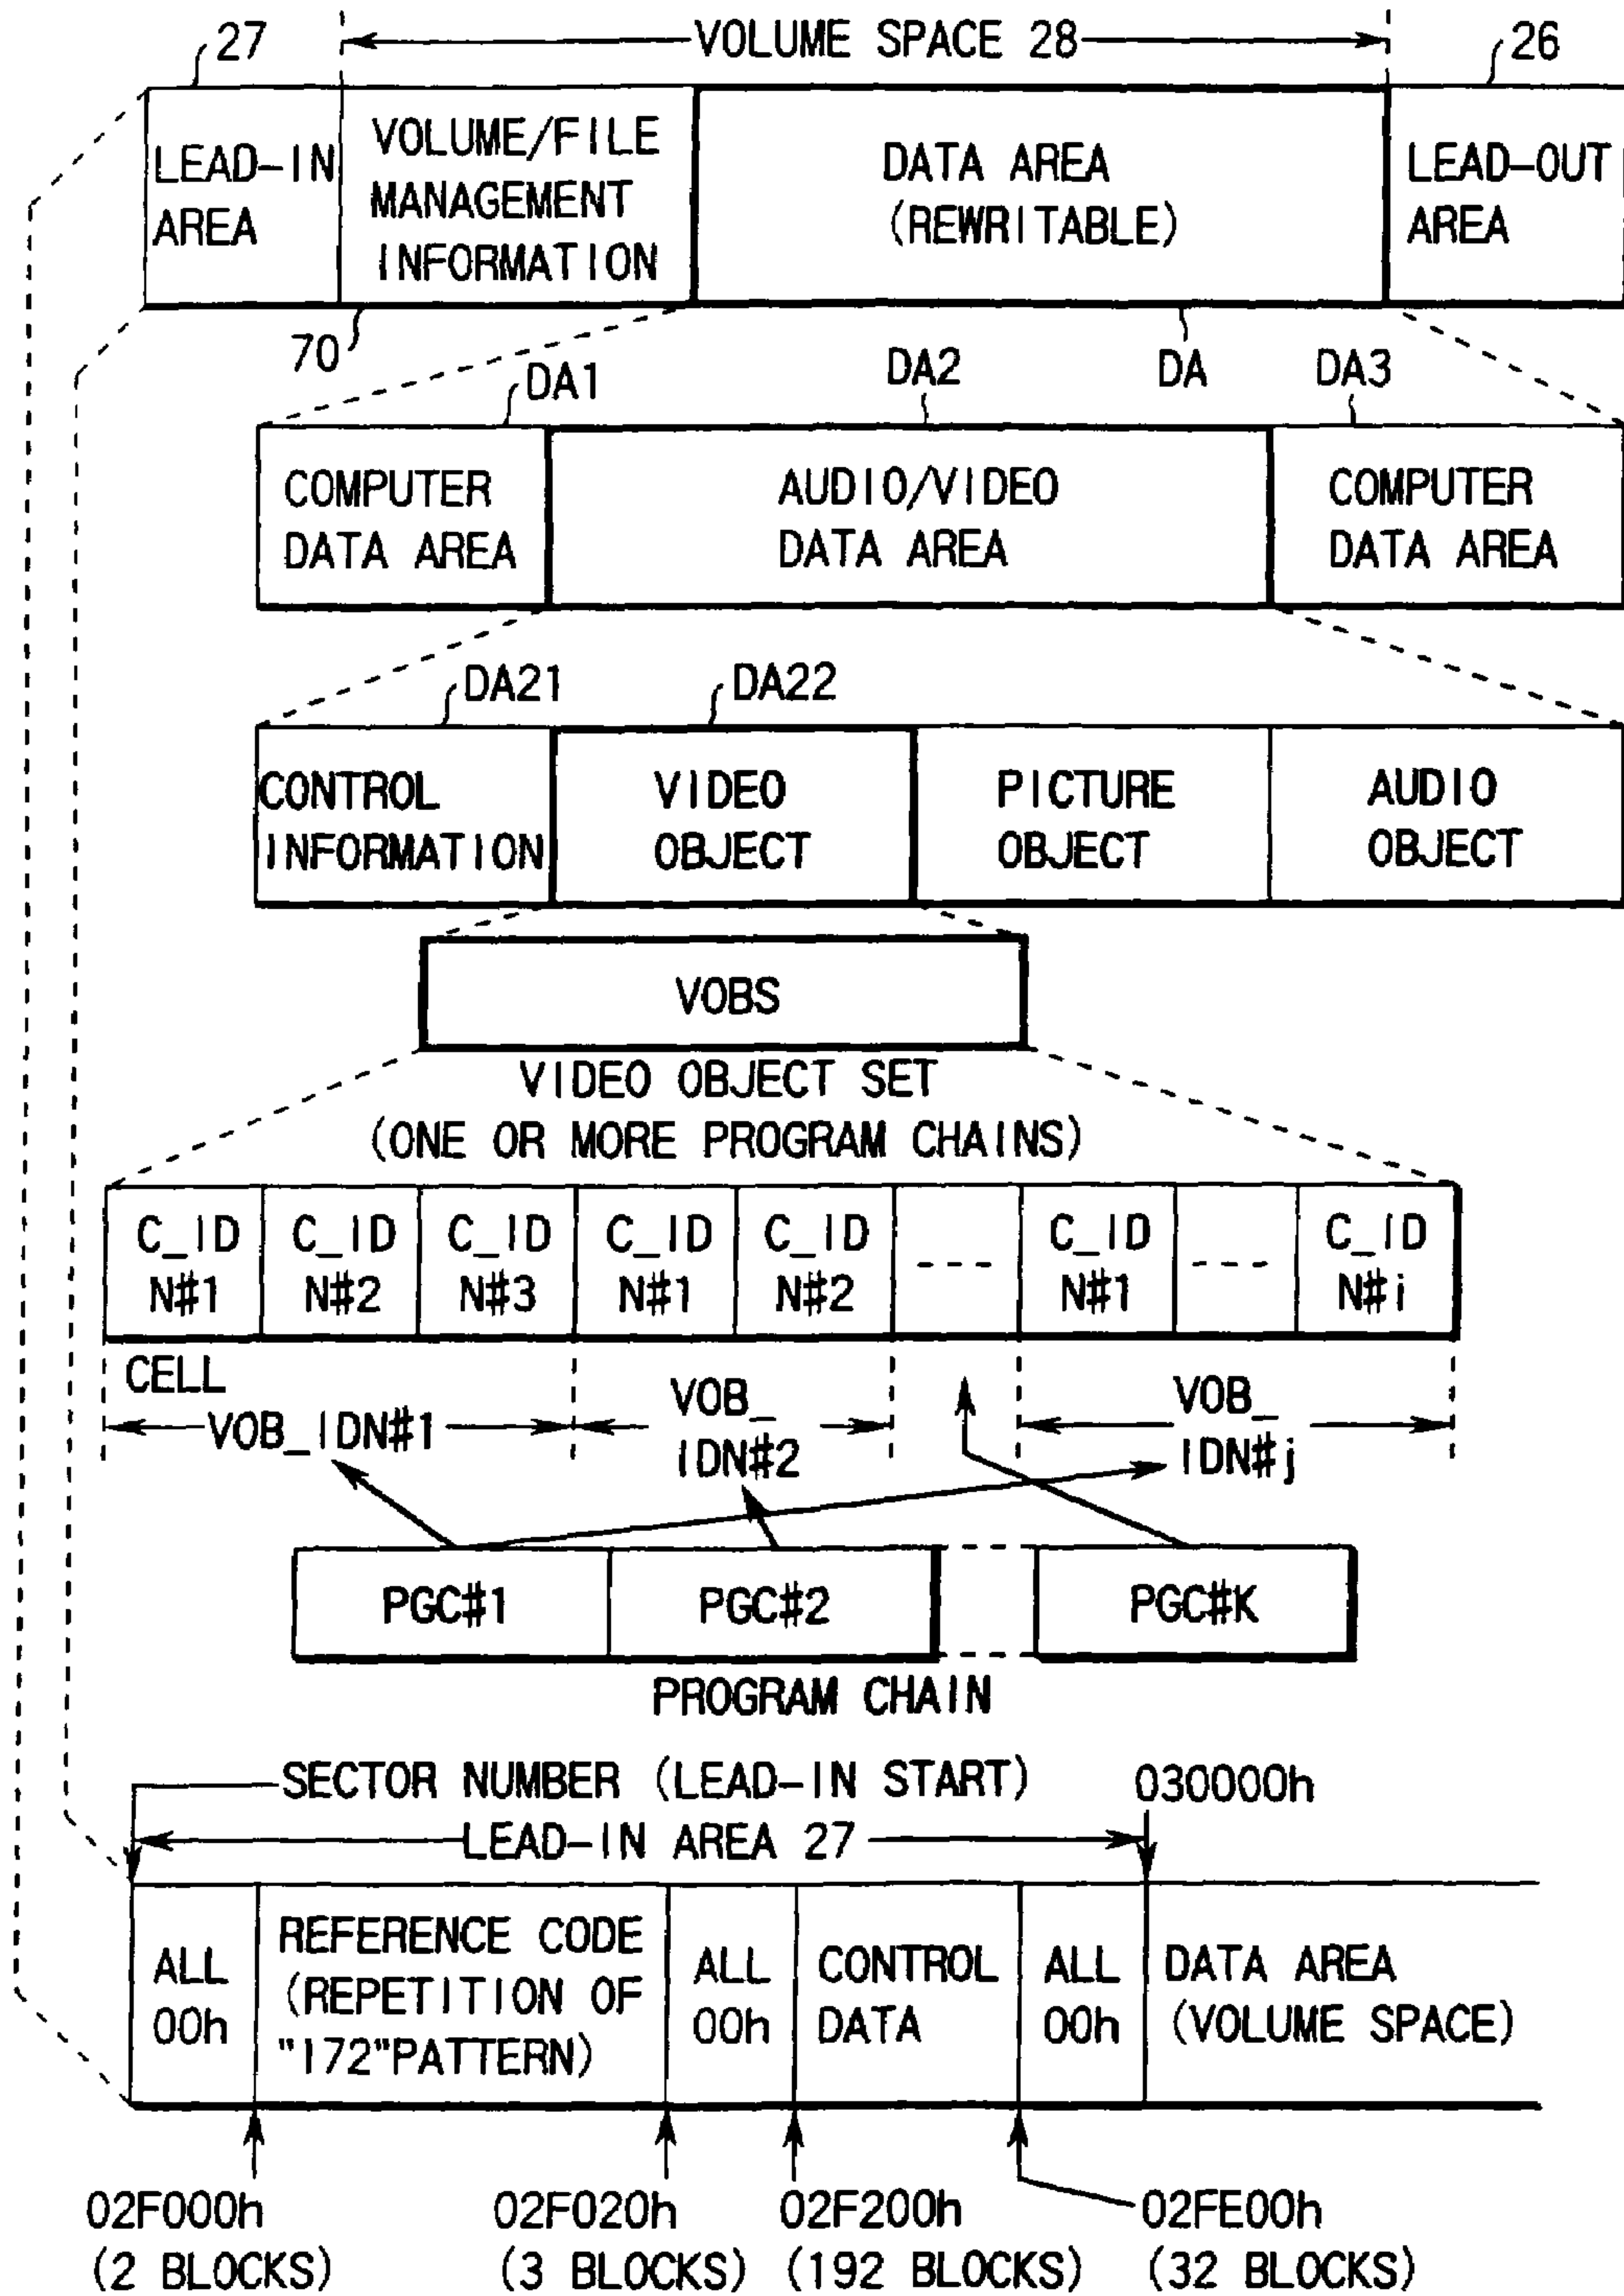 27
VOLUME SPACE 28
26
LEAD-IN
AREA
VOLUME/FILE
MANAGEMENT
INFORMATION
DATA AREA
(REWRITABLE)
LEAD-OUT
AREA
70
DA1
DA2
DA
DA3
COMPUTER
DATA AREA
AUDIO/VIDEO
DATA AREA
COMPUTER
DATA AREA
DA21
DA22
CONTROL
INFORMATION
VIDEO
OBJECT
PICTURE
OBJECT
AUDIO
OBJECT
VOBS
VIDEO OBJECT SET
(ONE OR MORE PROGRAM CHAINS)
C_ID
N#1
C_ID
N#2
C_ID
N#3
C_ID
N#1
C_ID
N#2
----
C_ID
N#1
----
C_ID
N#i
CELL
VOB_IDN#1
VOB_
IDN#2
VOB_
IDN#j
PGC#1
PGC#2
PGC#K
PROGRAM CHAIN
SECTOR NUMBER (LEAD-IN START)
030000h
LEAD-IN AREA 27
ALL
00h
REFERENCE CODE
(REPETITION OF
"172"PATTERN)
ALL
00h
CONTROL
DATA
ALL
00h
DATA AREA
(VOLUME SPACE)
02F000h
(2 BLOCKS)
02F020h
(3 BLOCKS)
02F200h
(192 BLOCKS)
02FE00h
(32 BLOCKS)